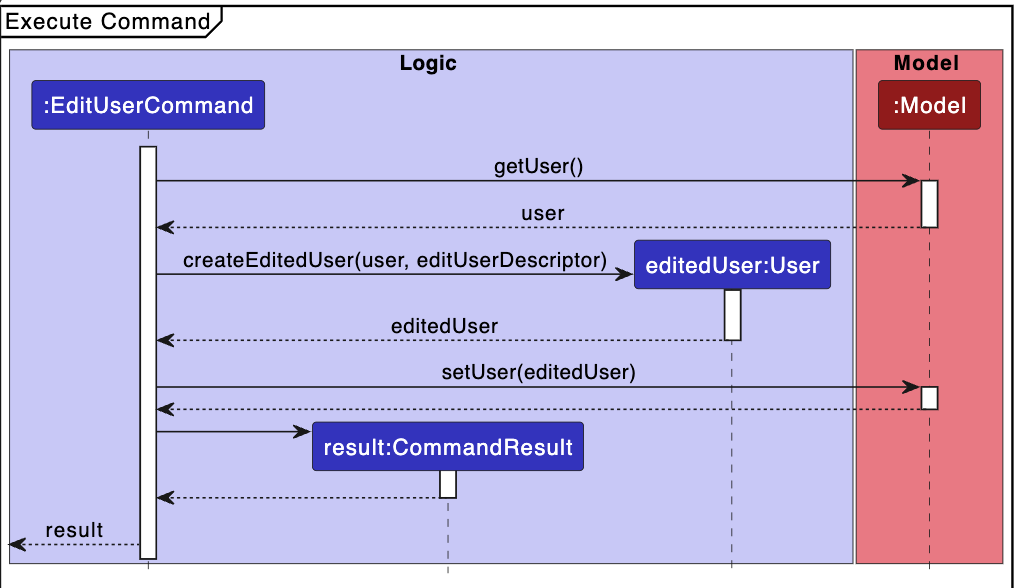 Execute Command
Logic
Model
:EditUserCommand
:Model
getUser()
user
createEditedUser(user, editUserDescriptor)
editedUser:User
editedUser
setUser(editedUser)
result:CommandResult
result